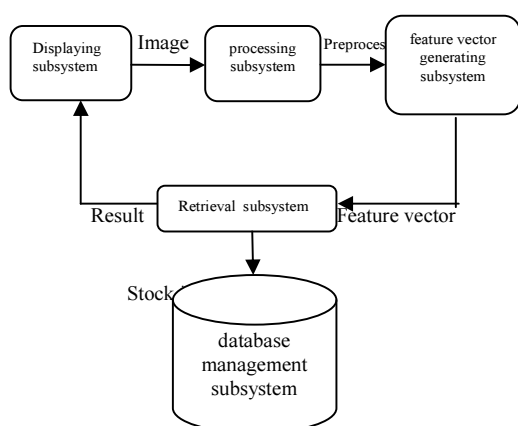 Displaying
subsystem
Image
processing
subsystem
Preproces
feature vector
generating
subsystem
Result
Retrieval subsystem
Feature vector
Stock
database
management
subsystem